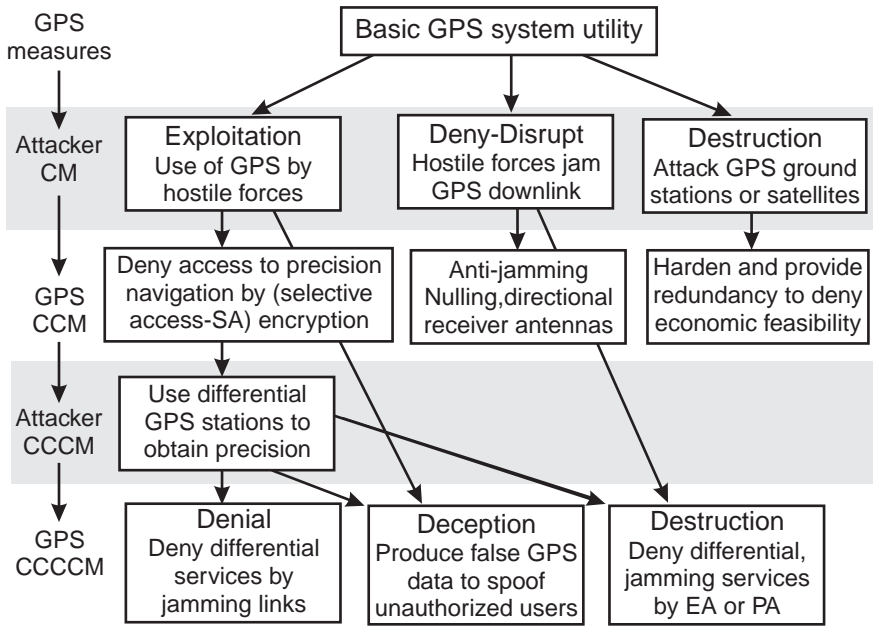 GPS
measures
Basic GPS system utility
Attacker
CM
Exploitation
Use of GPS by
hostile forces
Deny-Disrupt
Hostile forces jam
GPS downlink
Destruction
Attack GPS ground
stations or satellites
GPS
CCM
Deny access to precision
navigation by (selective
access-SA) encryption
Anti-jamming
Nulling,directional
receiver antennas
Harden and provide
redundancy to deny
economic feasibility
Attacker
CCCM
Use differential
GPS stations to
obtain precision
GPS
CCCCM
Denial
Deny differential
services by
jamming links
Deception
Produce false GPS
data to spoof
unauthorized users
Destruction
Deny differential,
jamming services
by EA or PA